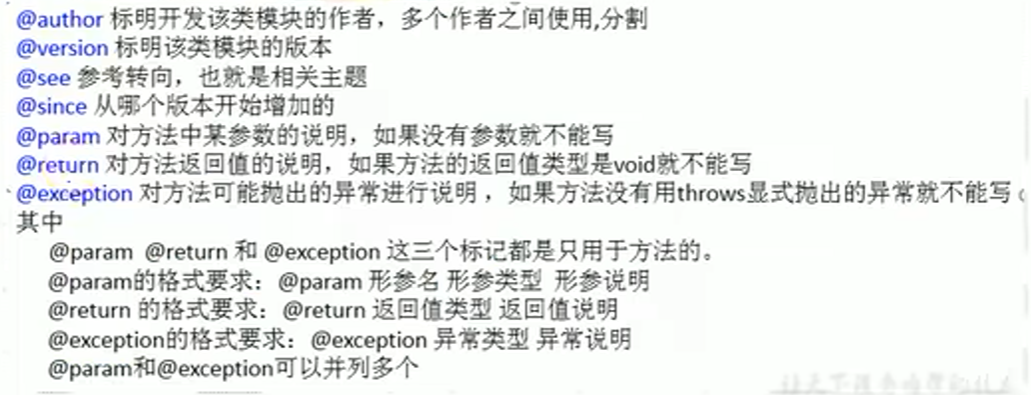 @author 标明开发该类模块的作者，多个作者之间使用,分割
@version 标明该类模块的版本
@see 参考转向，也就是相关主题
@since 从哪个版本开始增加的
@param 对方法中某参数的说明，如果没有参数就不能写
@return 对方法返回值的说明，如果方法的返回值类型是void就不能写
@exception 对方法可能抛出的异常进行说明 ，如果方法没有用throws显式抛出的异常就不能写。
其中
@param @return 和 @exception 这三个标记都是只用于方法的。
@param的格式要求：@param 形参名 形参类型 形参说明
@return 的格式要求：@return 返回值类型 返回值说明
@exception的格式要求：@exception 异常类型 异常说明
@param和@exception可以并列多个